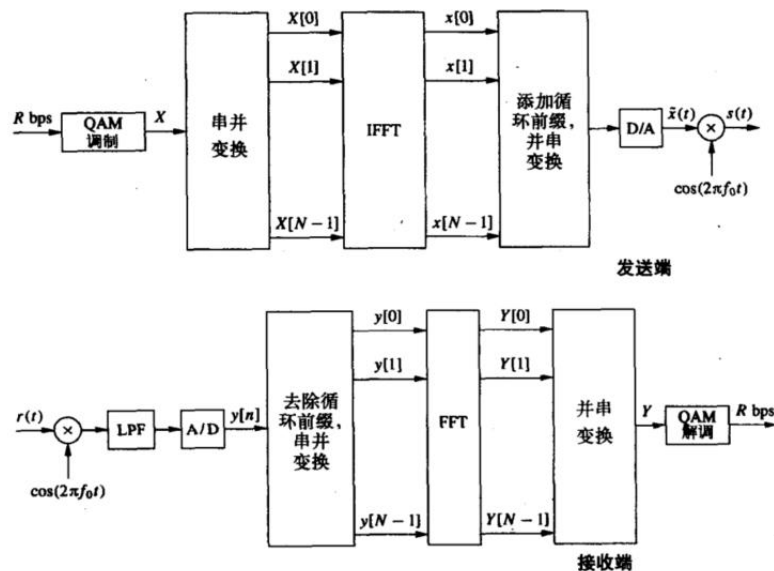 R bps
QAM
调制
X
串并
变换
X[0]
X[1]
X[N-1]
IFFT
x[0]
x[1]
x[N-1]
添加循
环前缀,
并串
变换
D/A
x̃(t)
×
s(t)
cos(2πf₀t)
发送端
r(t)
×
cos(2πf₀t)
LPF
A/D
y[n]
去除循
环前缀,
串并
变换
y[0]
y[1]
y[N-1]
FFT
Y[0]
Y[1]
Y[N-1]
并串
变换
Y
QAM
解调
R bps
接收端